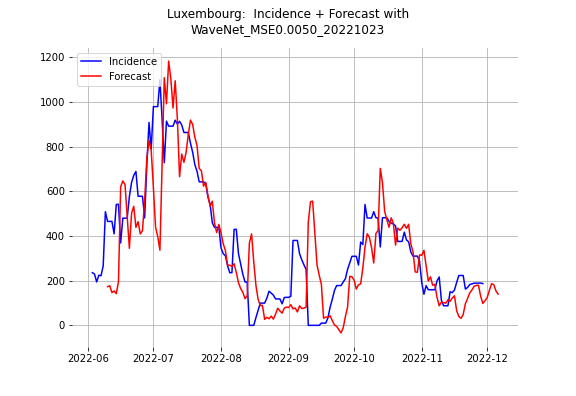 Luxembourg:  Incidence + Forecast with
WaveNet_MSE0.0050_20221023
Incidence
Forecast
1200
1000
800
600
400
200
0
2022-06 2022-07 2022-08 2022-09 2022-10 2022-11 2022-12